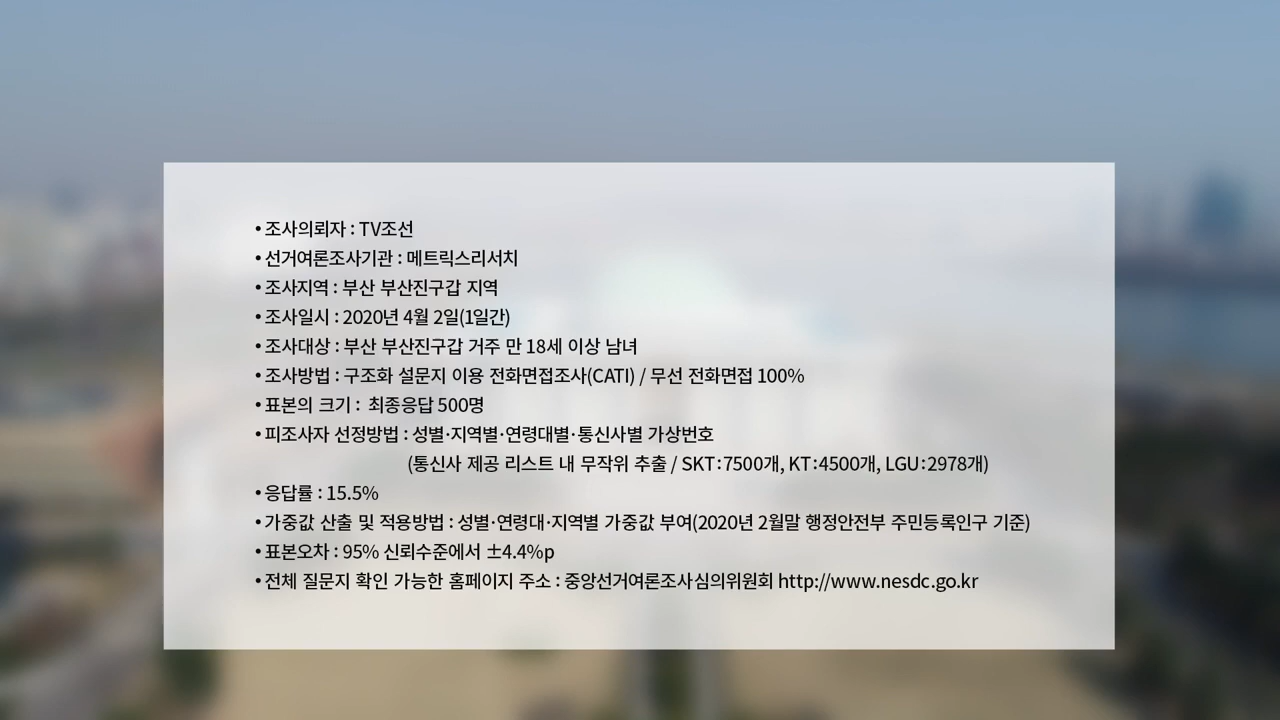 • 조사의뢰자 : TV조선
• 선거여론조사기관 : 메트릭스리서치
• 조사지역 : 부산 부산진구갑 지역
• 조사일시 : 2020년 4월 2일(1일간)
• 조사대상 : 부산 부산진구갑 거주 만 18세 이상 남녀
• 조사방법 : 구조화 설문지 이용 전화면접조사(CATI) / 무선 전화면접 100%
• 표본의 크기 : 최종응답 500명
• 피조사자 선정방법 : 성별·지역별·연령대별·통신사별 가상번호
(통신사 제공 리스트 내 무작위 추출 / SKT:7500개, KT:4500개, LGU:2978개)
• 응답률 : 15.5%
• 가중값 산출 및 적용방법 : 성별·연령대·지역별 가중값 부여(2020년 2월말 행정안전부 주민등록인구 기준)
• 표본오차 : 95% 신뢰수준에서 ±4.4%p
• 전체 질문지 확인 가능한 홈페이지 주소 : 중앙선거여론조사심의위원회 http://www.nesdc.go.kr